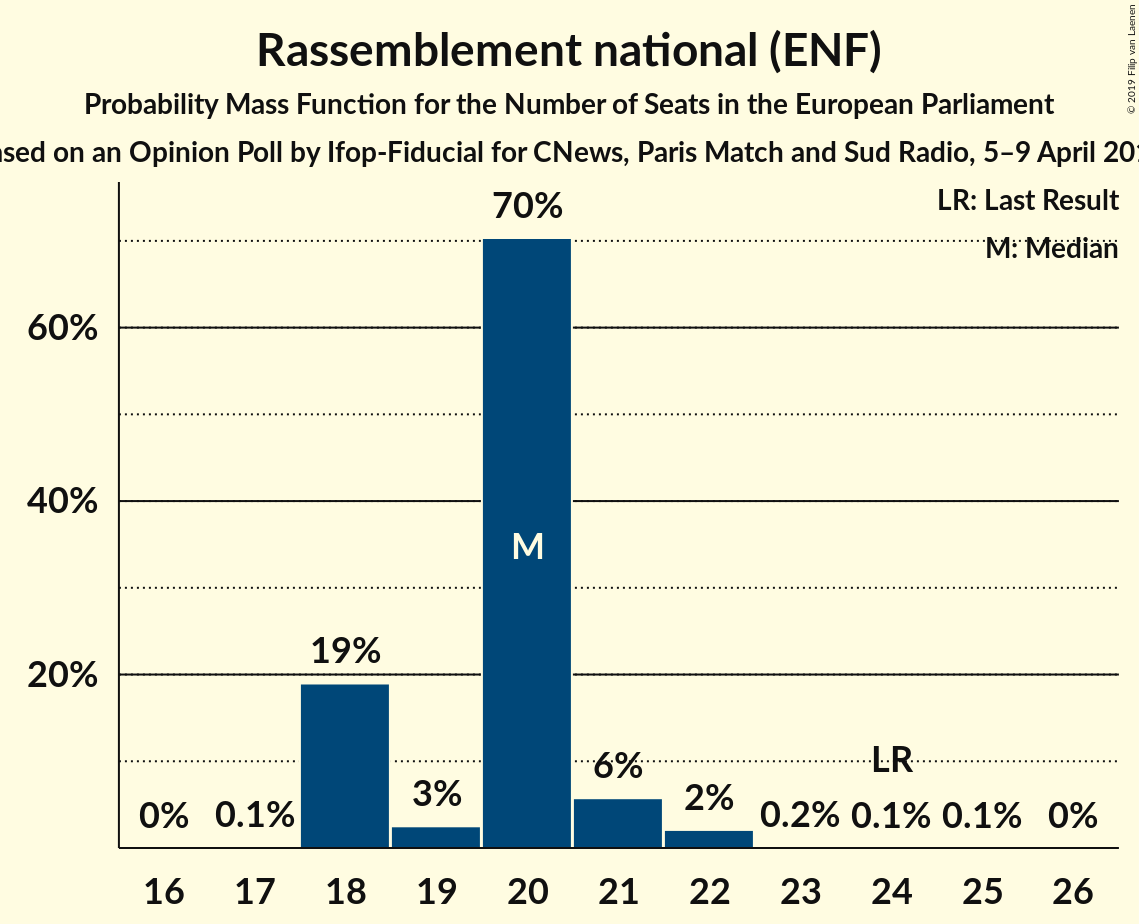 Rassemblement national (ENF)
Probability Mass Function for the Number of Seats in the European Parliament
on an Opinion Poll by Ifop-Fiducial for CNews, Paris Match and Sud Radio, 5–9 April
© 2019 Filip van Laenen
LR: Last Result
M: Median
70%
60%
40%
M
19%
20%
LR
6%
3%
2%
0% 0.1% 0.2% 0.1% 0.1% 0%
16 17 18 19 20 21 22 23 24 25 26